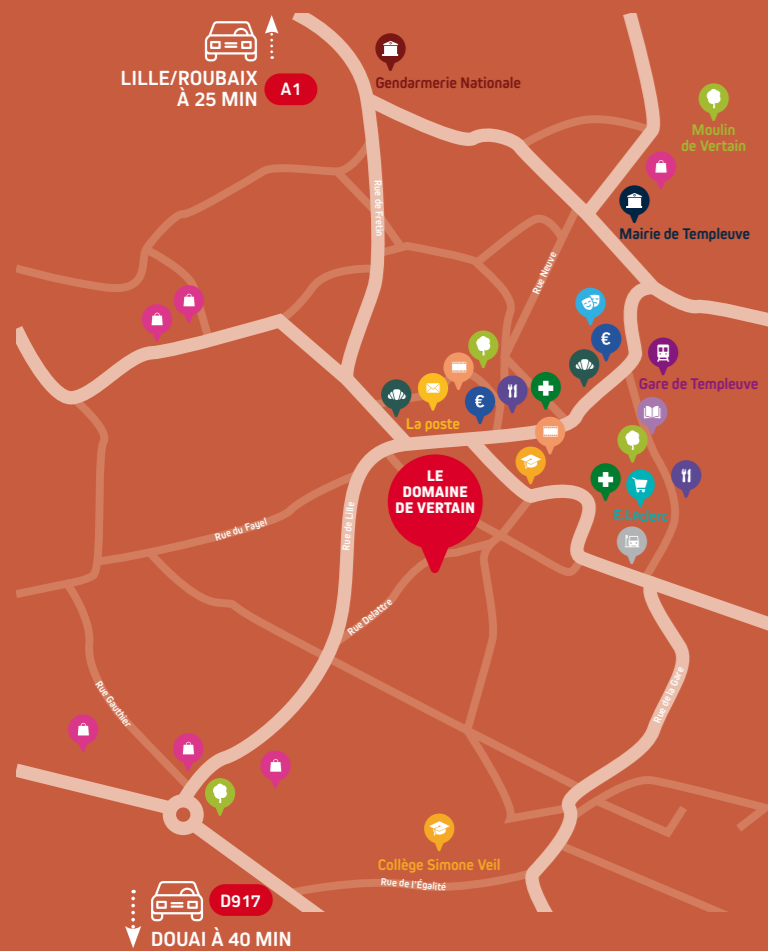 LILLE/ROUBAIX
À 25 MIN
A1
Gendarmerie Nationale
Moulin
de Vertain
Mairie de Templeuve
Rue de Fretin
Rue Neuve
€
Gare de Templeuve
€
La poste
LE
DOMAINE
DE VERTAIN
E.Leclerc
Rue du Fayel
Rue de Lille
Rue Delattre
Rue Gauthier
Rue de la Gare
Collège Simone Veil
Rue de l'Égalité
D917
DOUAI À 40 MIN